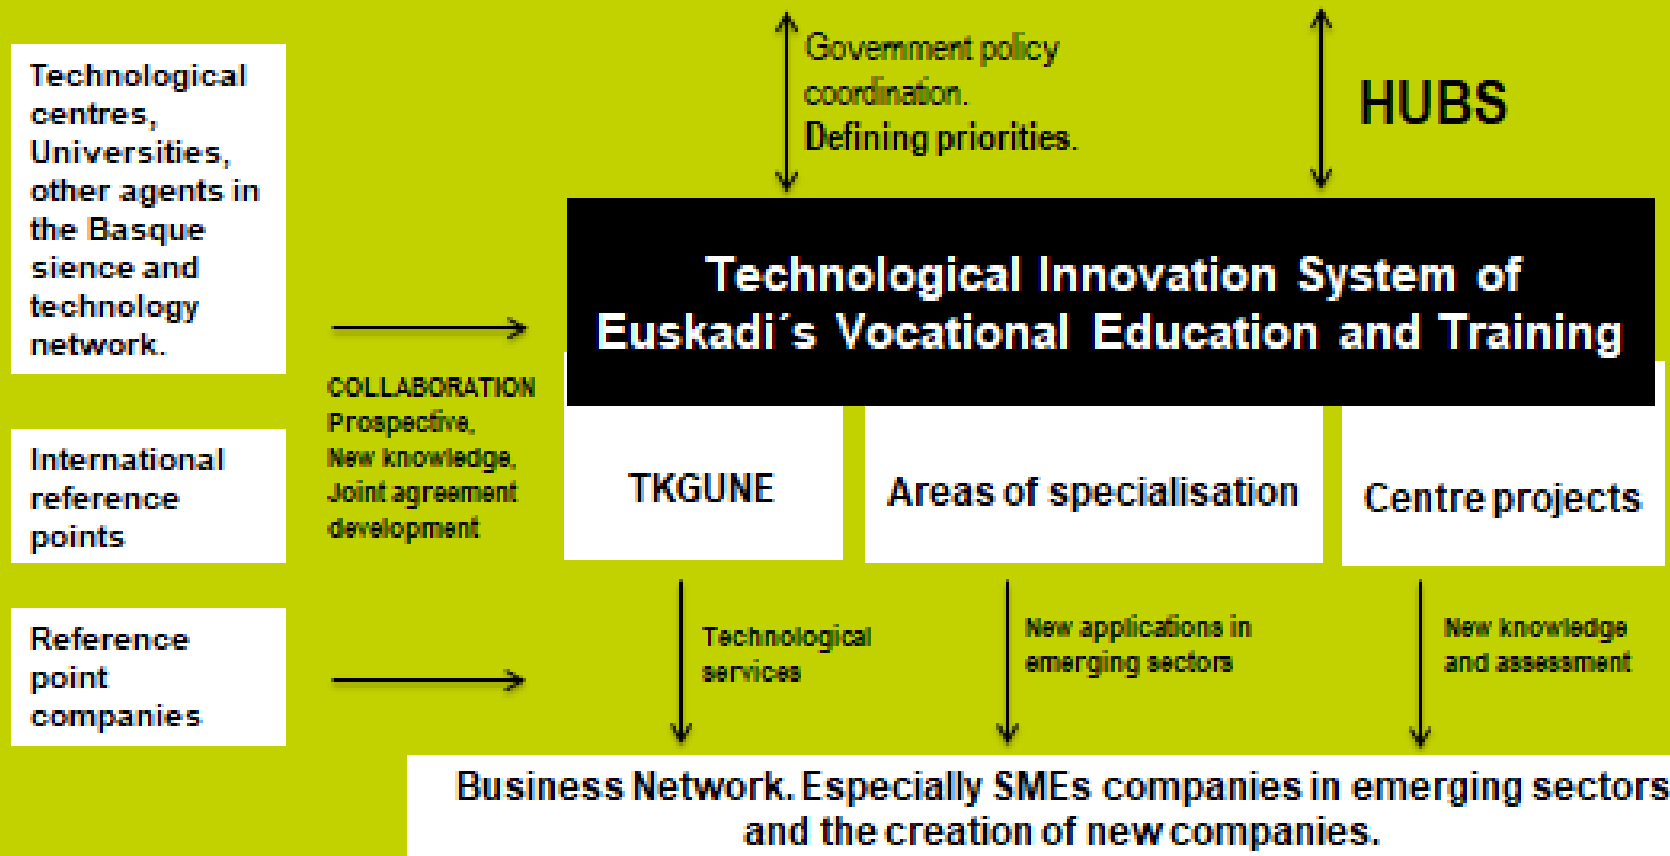 Government policy
coordination.
Defining priorities.
HUBS
Technological
centres,
Universities,
other agents in
the Basque
sience and
technology
network.
International
reference
points
Reference
point
companies
COLLABORATION
Prospective,
New knowledge,
Joint agreement
development
Technological Innovation System of
Euskadi´s Vocational Education and Training
TKGUNE
Areas of specialisation
Centre projects
Technological
services
New applications in
emerging sectors
New knowledge
and assessment
Business Network. Especially SMEs companies in emerging sectors
and the creation of new companies.